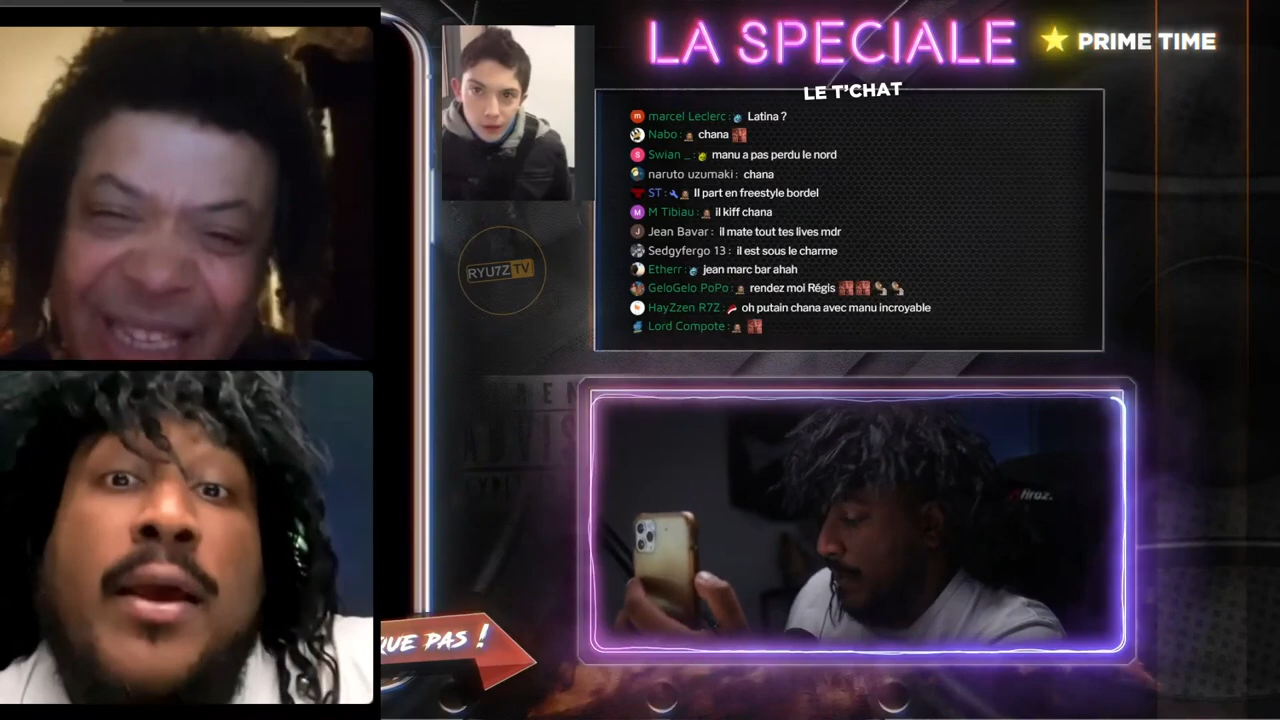 LA SPECIALE
PRIME TIME
LE T'CHAT
marcel Leclerc : Latina ?
Nabo : chana
Swian _ : manu a pas perdu le nord
naruto uzumaki : chana
ST : Il part en freestyle bordel
M Tibiau : il kiff chana
Jean Bavar : il mate tout tes lives mdr
Sedgyfergo 13 : il est sous le charme
Etherr : jean marc bar ahah
GeloGelo PoPo : rendez moi Régis
HayZzen R7Z : oh putain chana avec manu incroyable
Lord Compote :
RYU7Z TV
QUE PAS !